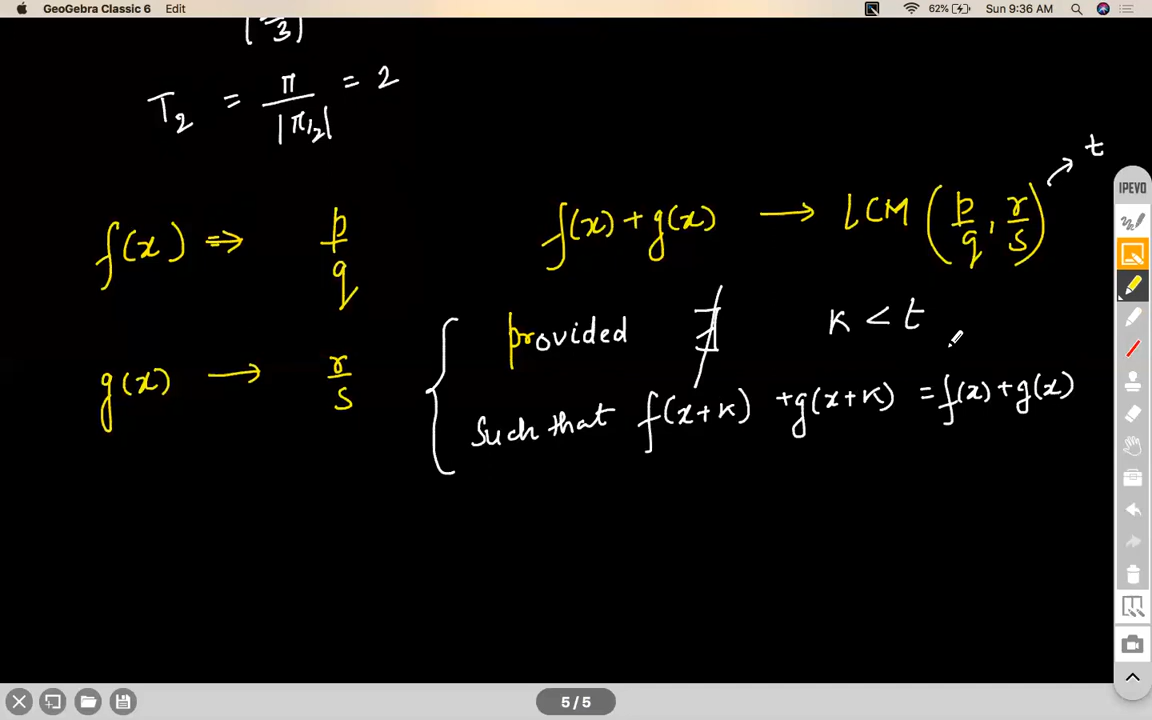 GeoGebra Classic 6 Edit 62% Sun 9:36 AM
3)
T₂ = π / |π/2| = 2
f(x) ⇒ p/q
f(x)+g(x) → LCM (p/q, r/s) → t
provided ∄ K < t
g(x) → r/s
Such that f(x+K) +g(x+K) =f(x)+g(x)
IPEVO
5 / 5